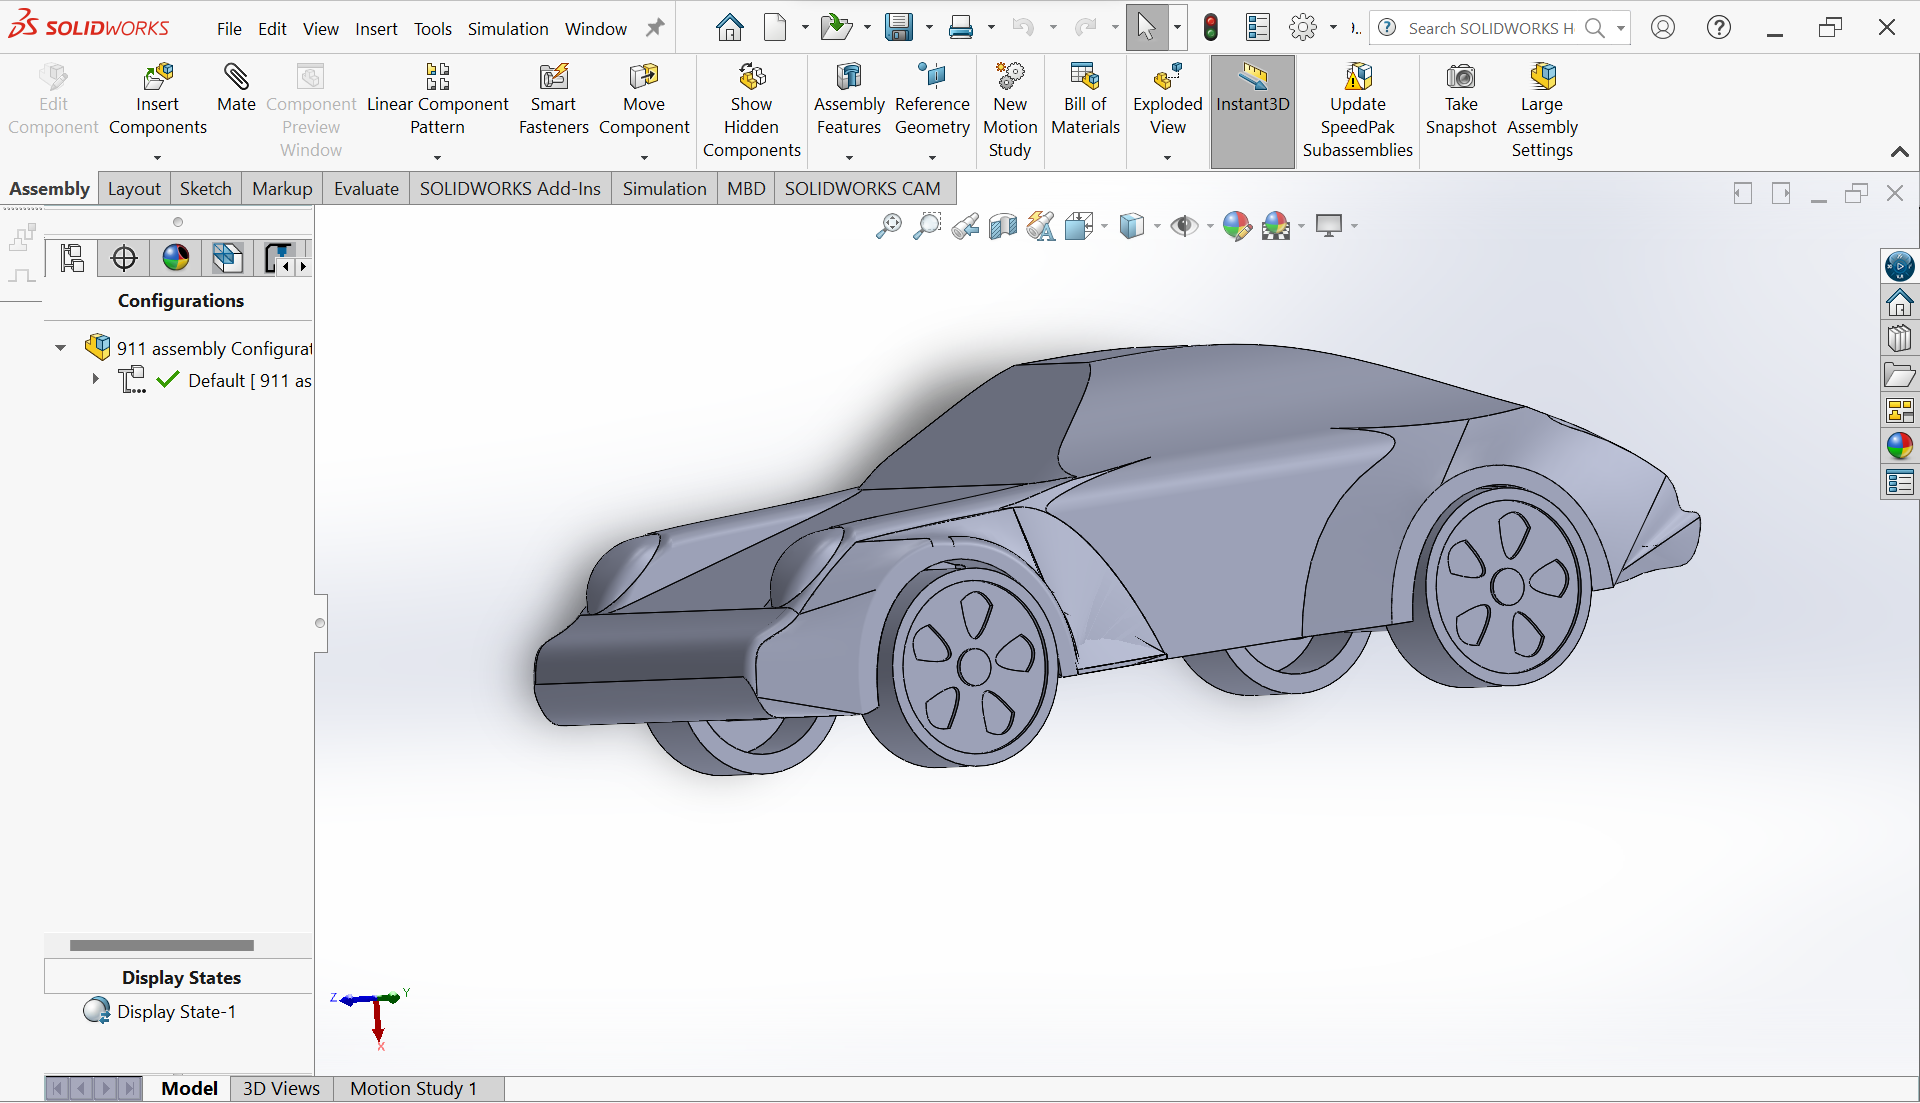 SOLIDWORKS
File Edit View Insert Tools Simulation Window
Search SOLIDWORKS H
Edit Component
Insert Components
Mate
Component Preview Window
Linear Component Pattern
Smart Fasteners
Move Component
Show Hidden Components
Assembly Features
Reference Geometry
New Motion Study
Bill of Materials
Exploded View
Instant3D
Update SpeedPak Subassemblies
Take Snapshot
Large Assembly Settings
Assembly Layout Sketch Markup Evaluate SOLIDWORKS Add-Ins Simulation MBD SOLIDWORKS CAM
Configurations
911 assembly Configurat
Default [ 911 as
Display States
Display State-1
Z Y
X
Model 3D Views Motion Study 1